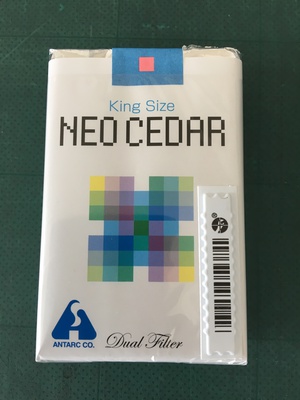 King Size
NEO CEDAR
ANTARC CO.
Dual Filter